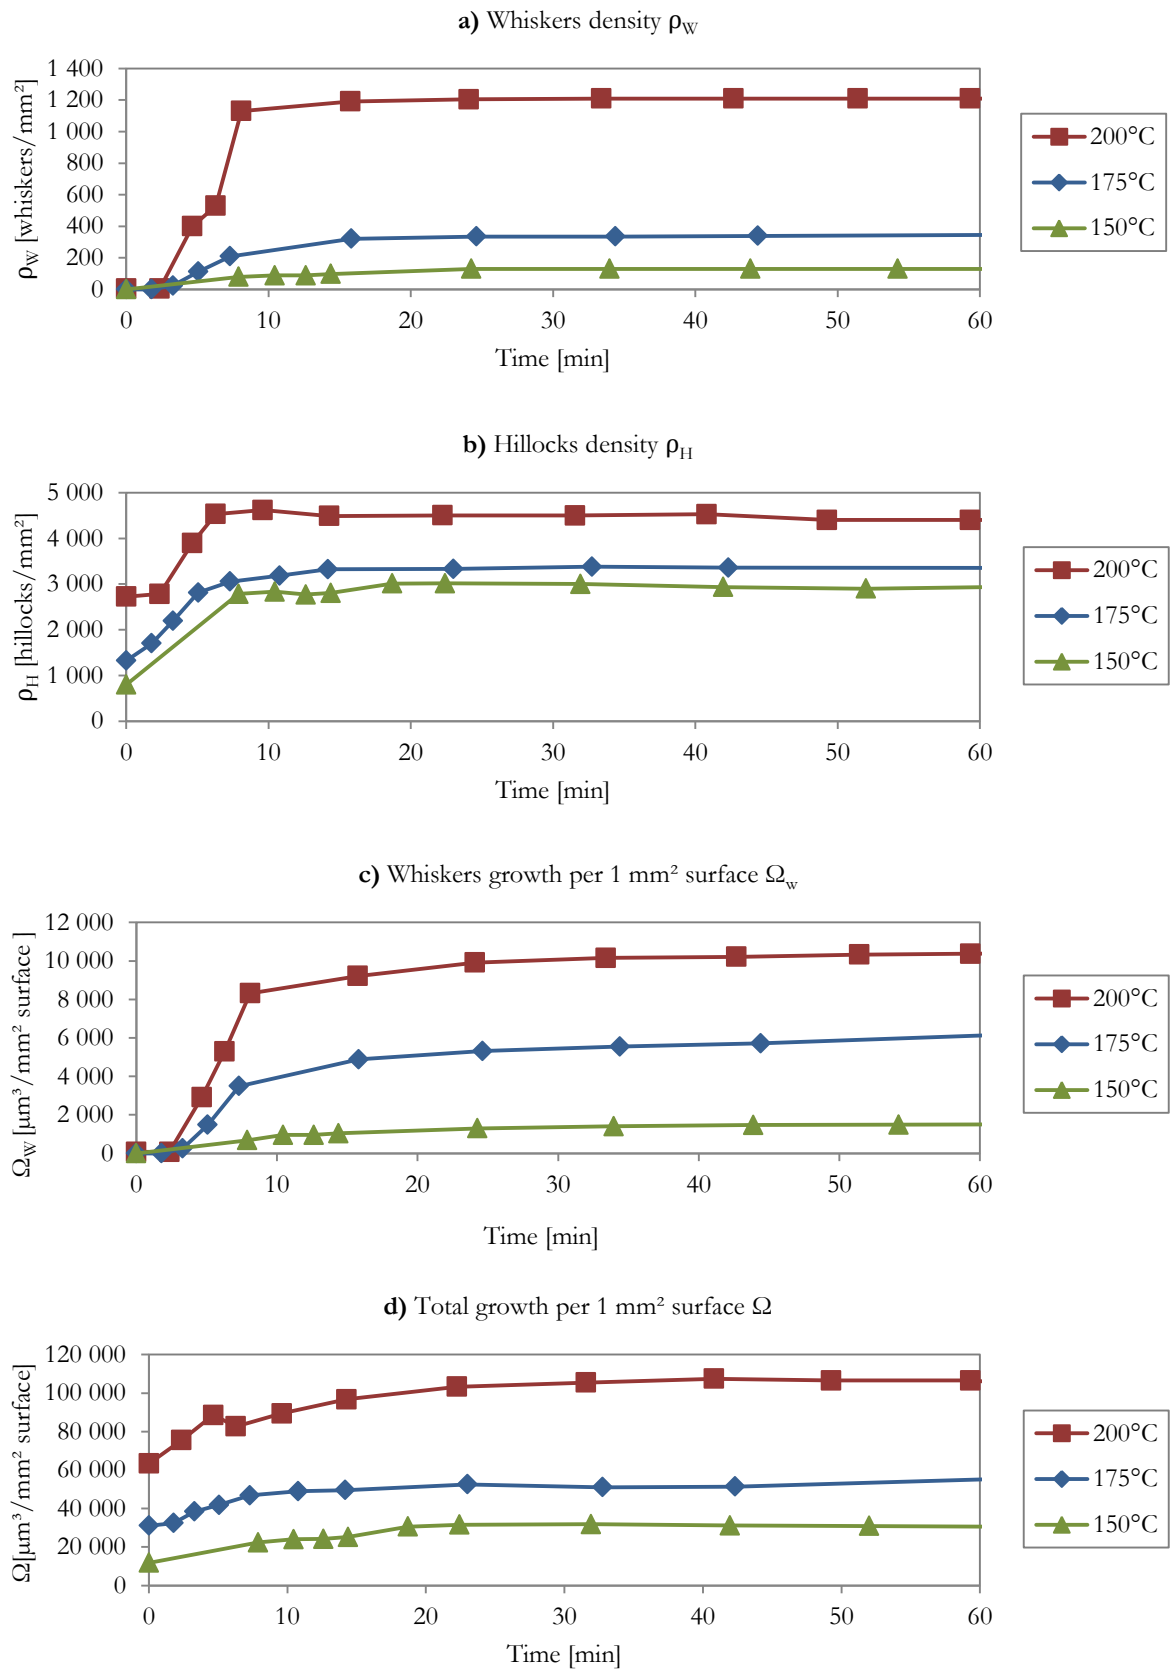 a) Whiskers density ρW
ρW [whiskers/mm²]
1 400
1 200
1 000
800
600
400
200
0
0 10 20 30 40 50 60
Time [min]
200°C
175°C
150°C
b) Hillocks density ρH
ρH [hillocks/mm²]
5 000
4 000
3 000
2 000
1 000
0
0 10 20 30 40 50 60
Time [min]
200°C
175°C
150°C
c) Whiskers growth per 1 mm² surface Ωw
ΩW [µm³/mm² surface ]
12 000
10 000
8 000
6 000
4 000
2 000
0
0 10 20 30 40 50 60
Time [min]
200°C
175°C
150°C
d) Total growth per 1 mm² surface Ω
Ω[µm³/mm² surface]
120 000
100 000
80 000
60 000
40 000
20 000
0
0 10 20 30 40 50 60
Time [min]
200°C
175°C
150°C